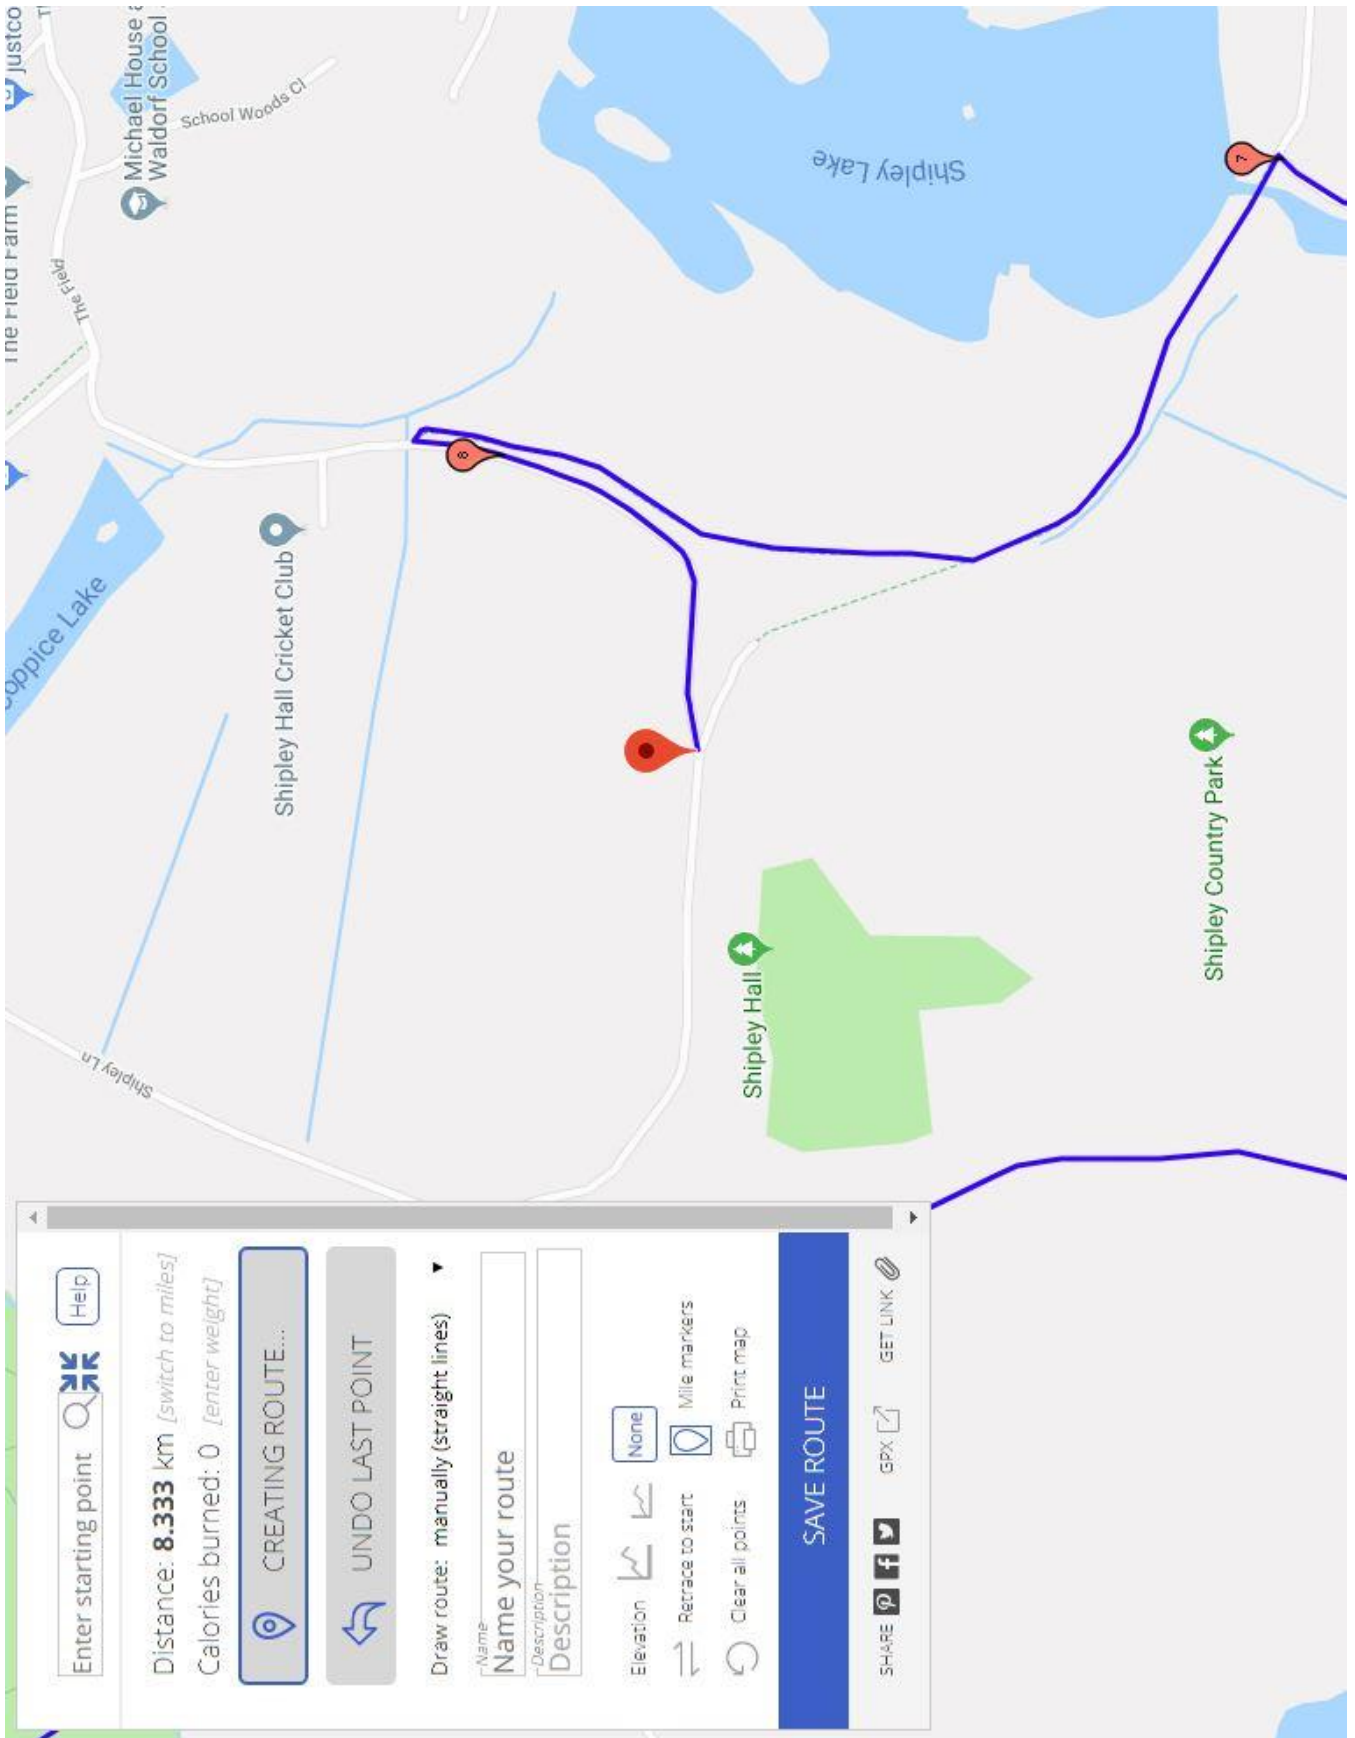 Enter starting point
Help
Distance: 8.333 km [switch to miles]
Calories burned: 0 [enter weight]
CREATING ROUTE...
UNDO LAST POINT
Draw route: manually (straight lines)
Name
Name your route
Description
Description
Elevation
None
Retrace to start
Mile markers
Clear all points
Print map
SAVE ROUTE
SHARE
GPX
GET LINK
Shipley Ln
oppice Lake
Shipley Hall Cricket Club
The Field Farm
The Field
justco
Michael House
Waldorf School
School Woods Cl
Shipley Lake
7
8
Shipley Hall
Shipley Country Park